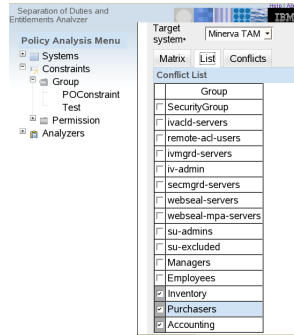 Separation of Duties and
Entitlements Analyzer
Help | Ab
IBM
Policy Analysis Menu
Systems
Constraints
Group
POConstraint
Test
Permission
Analyzers
Target
system*
Minerva TAM
Matrix List Conflicts
Conflict List
Group
SecurityGroup
ivacld-servers
remote-acl-users
ivmgrd-servers
iv-admin
secmgrd-servers
webseal-servers
webseal-mpa-servers
su-admins
su-excluded
Managers
Employees
Inventory
Purchasers
Accounting